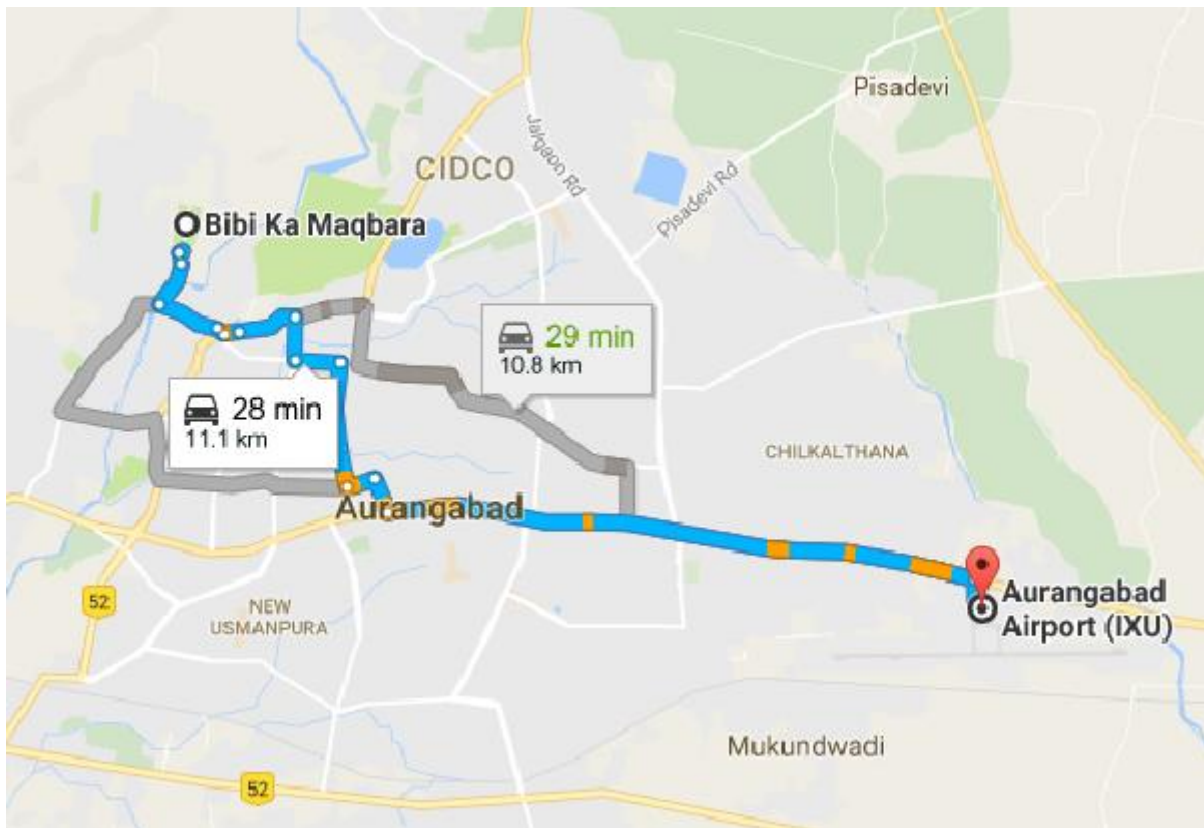 Pisadevi
Jalgaon Rd
CIDCO
Pisadevi Rd
Bibi Ka Maqbara
29 min
10.8 km
28 min
11.1 km
CHILKALTHANA
Aurangabad
Aurangabad
Airport (IXU)
52
NEW
USMANPURA
Mukundwadi
52